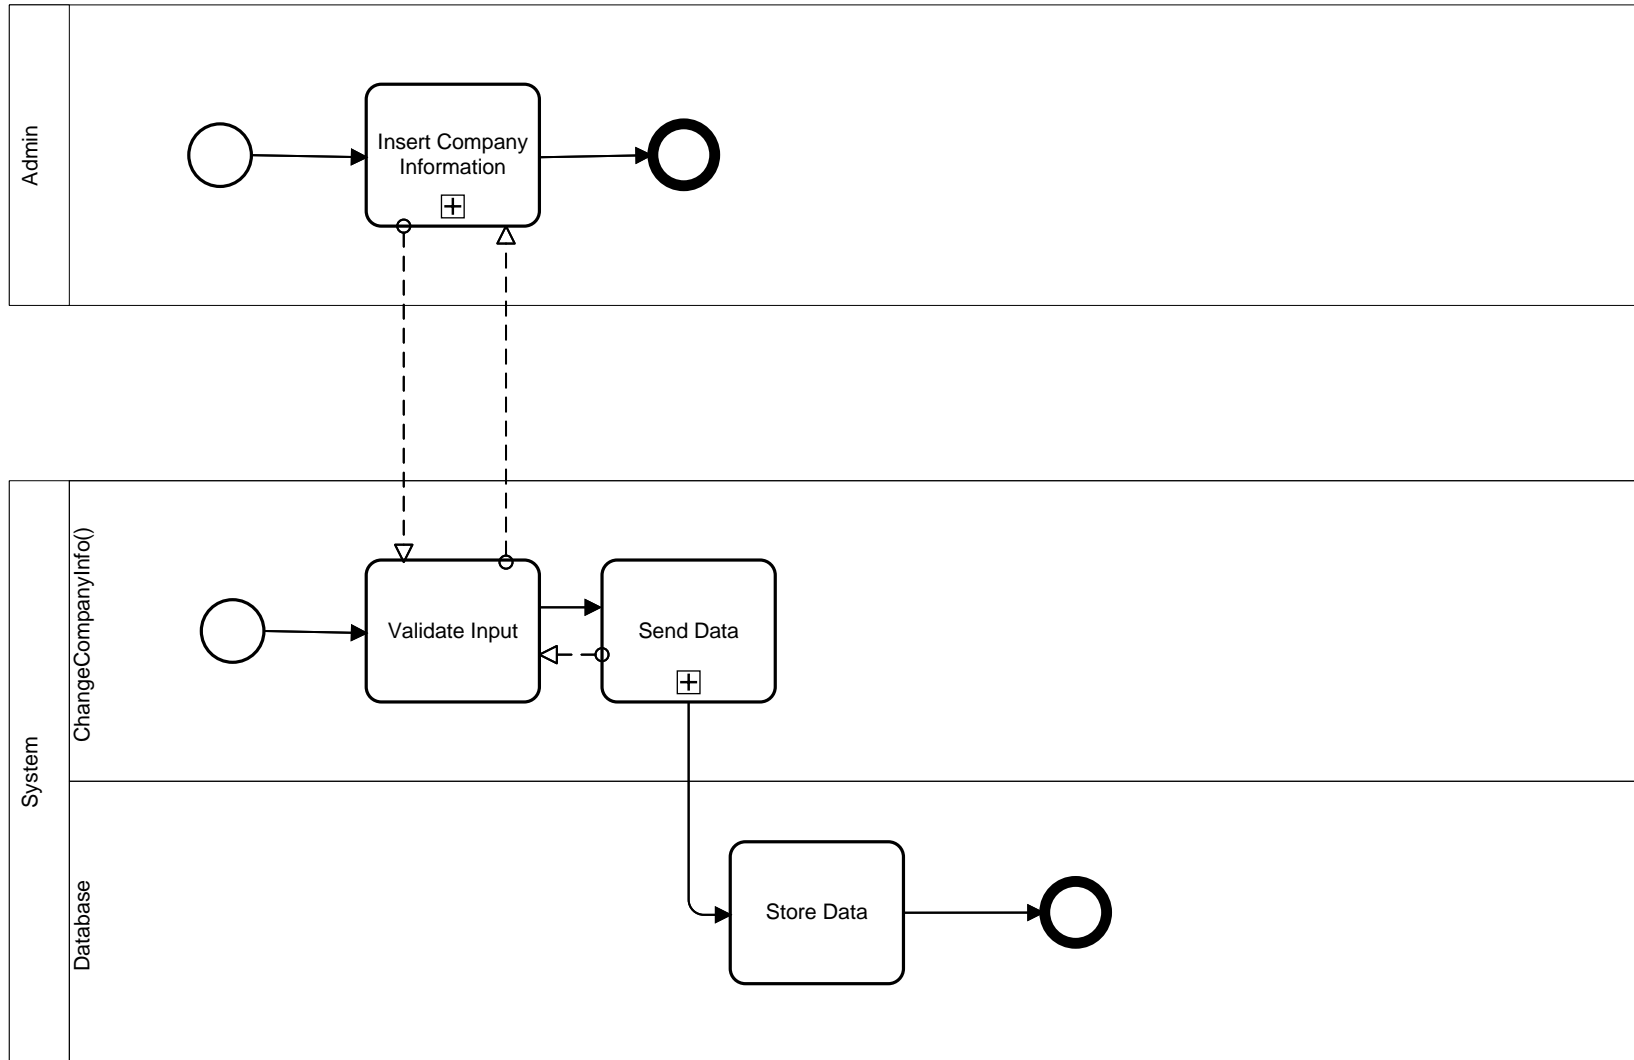 Admin
Insert Company
Information
System
ChangeCompanyInfo()
Validate Input
Send Data
Database
Store Data